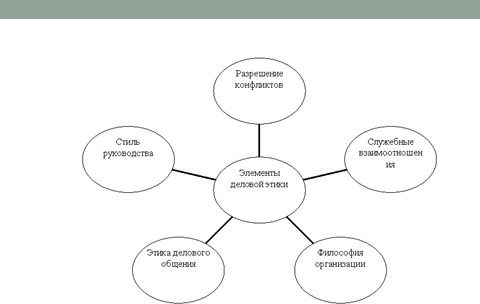 Разрешение
конфликтов
Стиль
руководства
Служебные
взаимоотношен
ия
Элементы
деловой этики
Этика делового
общения
Философия
организации